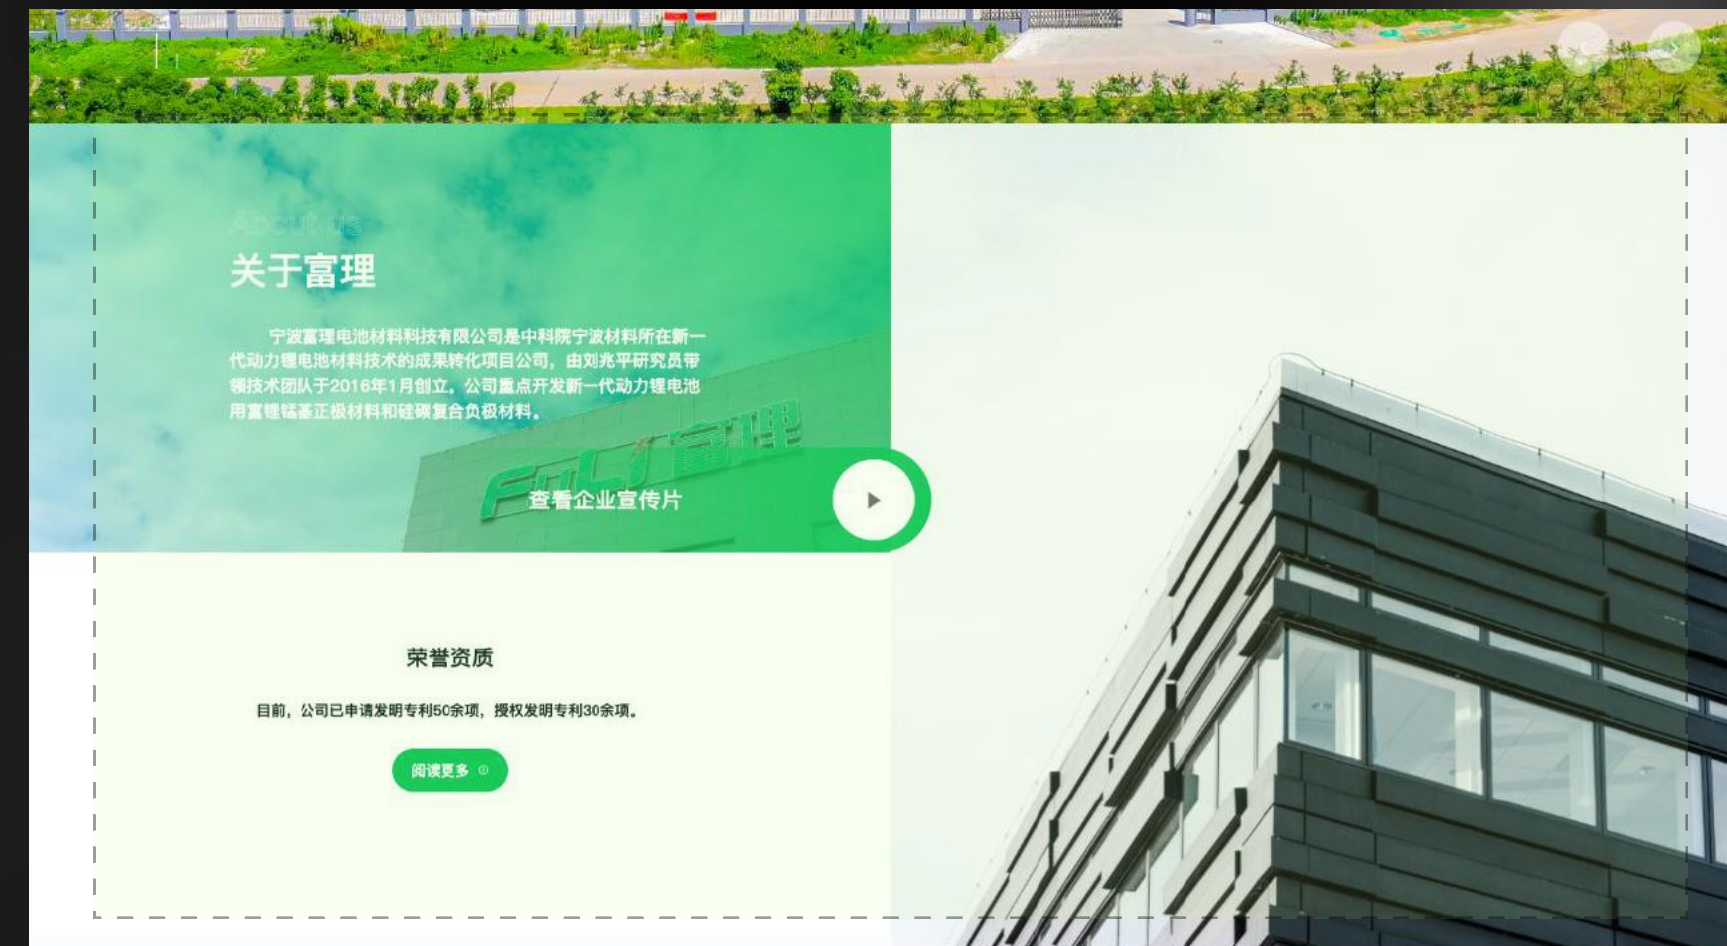 About us
关于富理
宁波富理电池材料科技有限公司是中科院宁波材料所在新一
代动力锂电池材料技术的成果转化项目公司，由刘兆平研究员带
领技术团队于2016年1月创立。公司重点开发新一代动力锂电池
用富锂锰基正极材料和硅碳复合负极材料。
FuLi 富理
查看企业宣传片
荣誉资质
目前，公司已申请发明专利50余项，授权发明专利30余项。
阅读更多